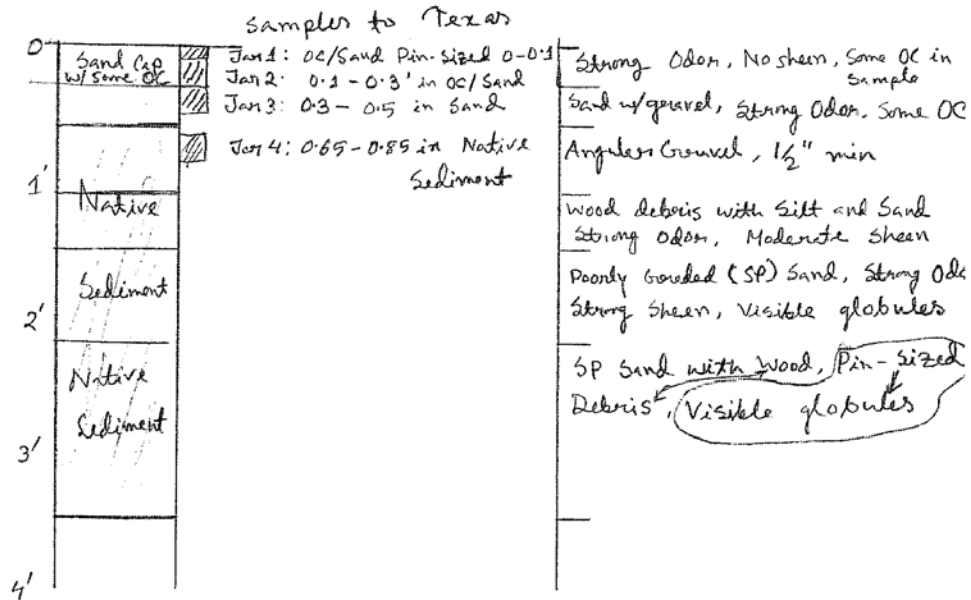 Samples to Texas
0
Sand Cap
w/ some OC
Jar 1: OC/Sand Pin-Sized 0-0.1
Jar 2. 0.1-0.3' in OC/Sand
Jar 3: 0.3-0.5 in Sand
Jar 4: 0.65-0.85 in Native
Sediment
1'
Native
Sediment
2'
Native
Sediment
3'
4'
Strong Odor, No sheen, Some OC in
Sample
Sand w/ gravel, Strong Odor, Some OC
Angular Gravel, 1/2" min
Wood debris with Silt and Sand
Strong Odor, Moderate Sheen
Poorly Graded (SP) Sand, Strong Odo
Strong Sheen, Visible globules
SP Sand with Wood, Pin-sized
Debris, Visible globules